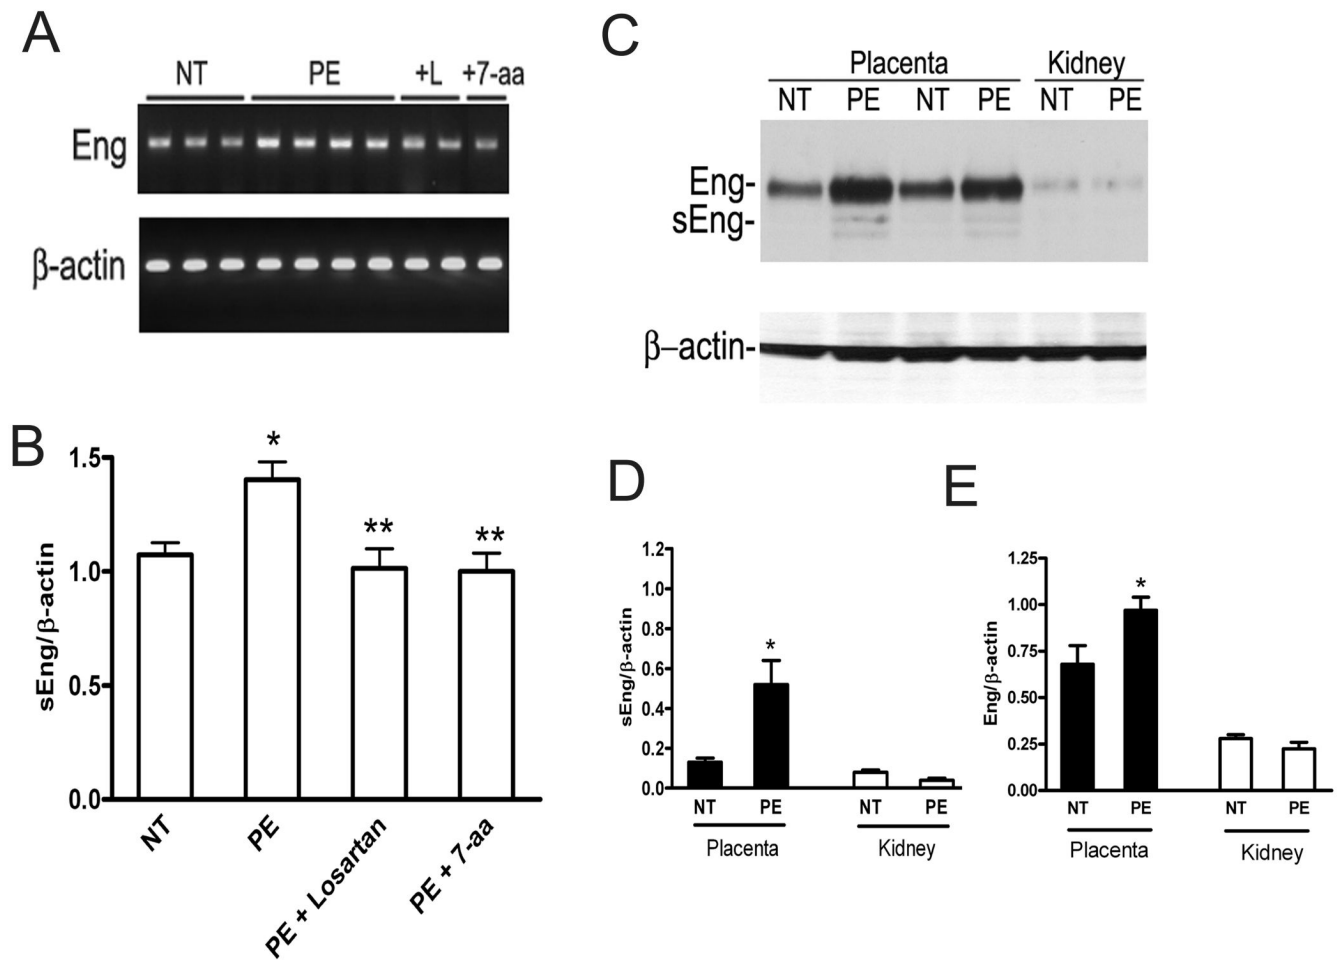 A
NT PE +L +7-aa
Eng
β-actin
B
1.5
1.0
0.5
0.0
sEng/β-actin
* ** **
NT PE PE + Losartan PE + 7-aa
C
Placenta Kidney
NT PE NT PE NT PE
Eng-
sEng-
β–actin-
D
1.2
1.0
0.8
0.6
0.4
0.2
0.0
sEng/β-actin
*
NT PE NT PE
Placenta Kidney
E
1.25
1.00
0.75
0.50
0.25
0.00
Eng/β-actin
*
NT PE NT PE
Placenta Kidney